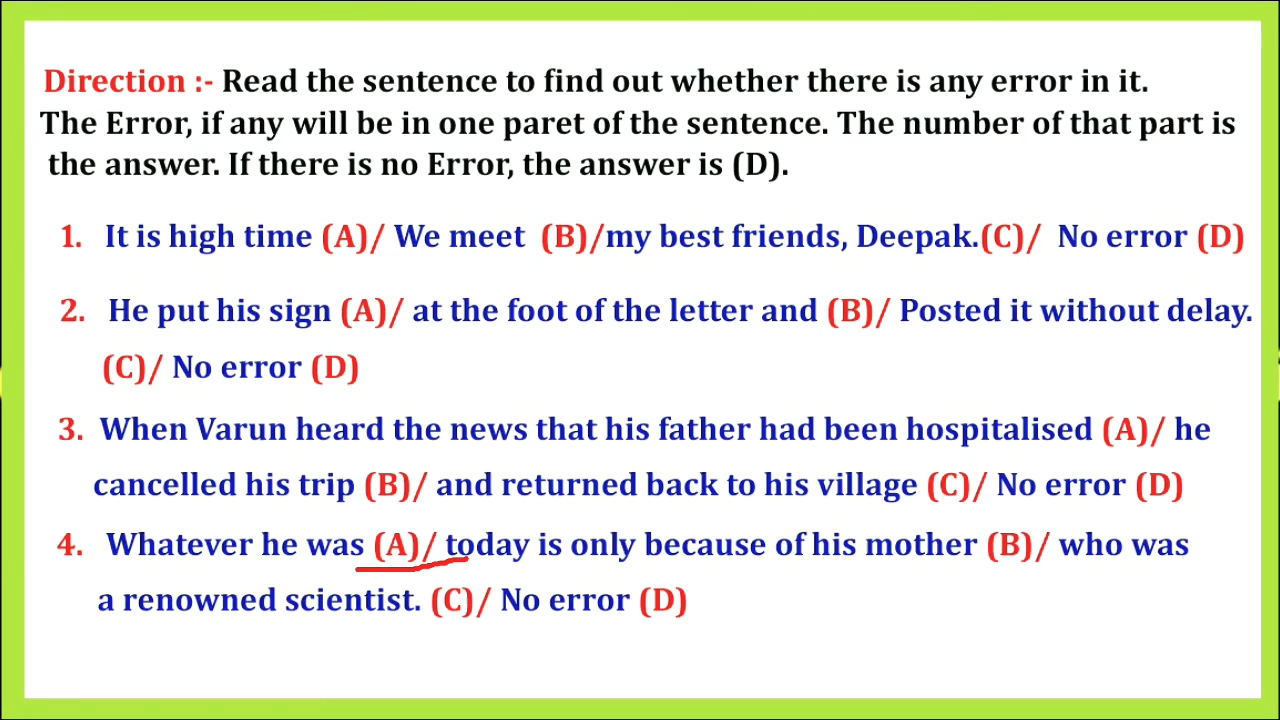 Direction :- Read the sentence to find out whether there is any error in it.
The Error, if any will be in one paret of the sentence. The number of that part is
the answer. If there is no Error, the answer is (D).
1. It is high time (A)/ We meet (B)/my best friends, Deepak.(C)/ No error (D)
2. He put his sign (A)/ at the foot of the letter and (B)/ Posted it without delay.
(C)/ No error (D)
3. When Varun heard the news that his father had been hospitalised (A)/ he
cancelled his trip (B)/ and returned back to his village (C)/ No error (D)
4. Whatever he was (A)/ today is only because of his mother (B)/ who was
a renowned scientist. (C)/ No error (D)